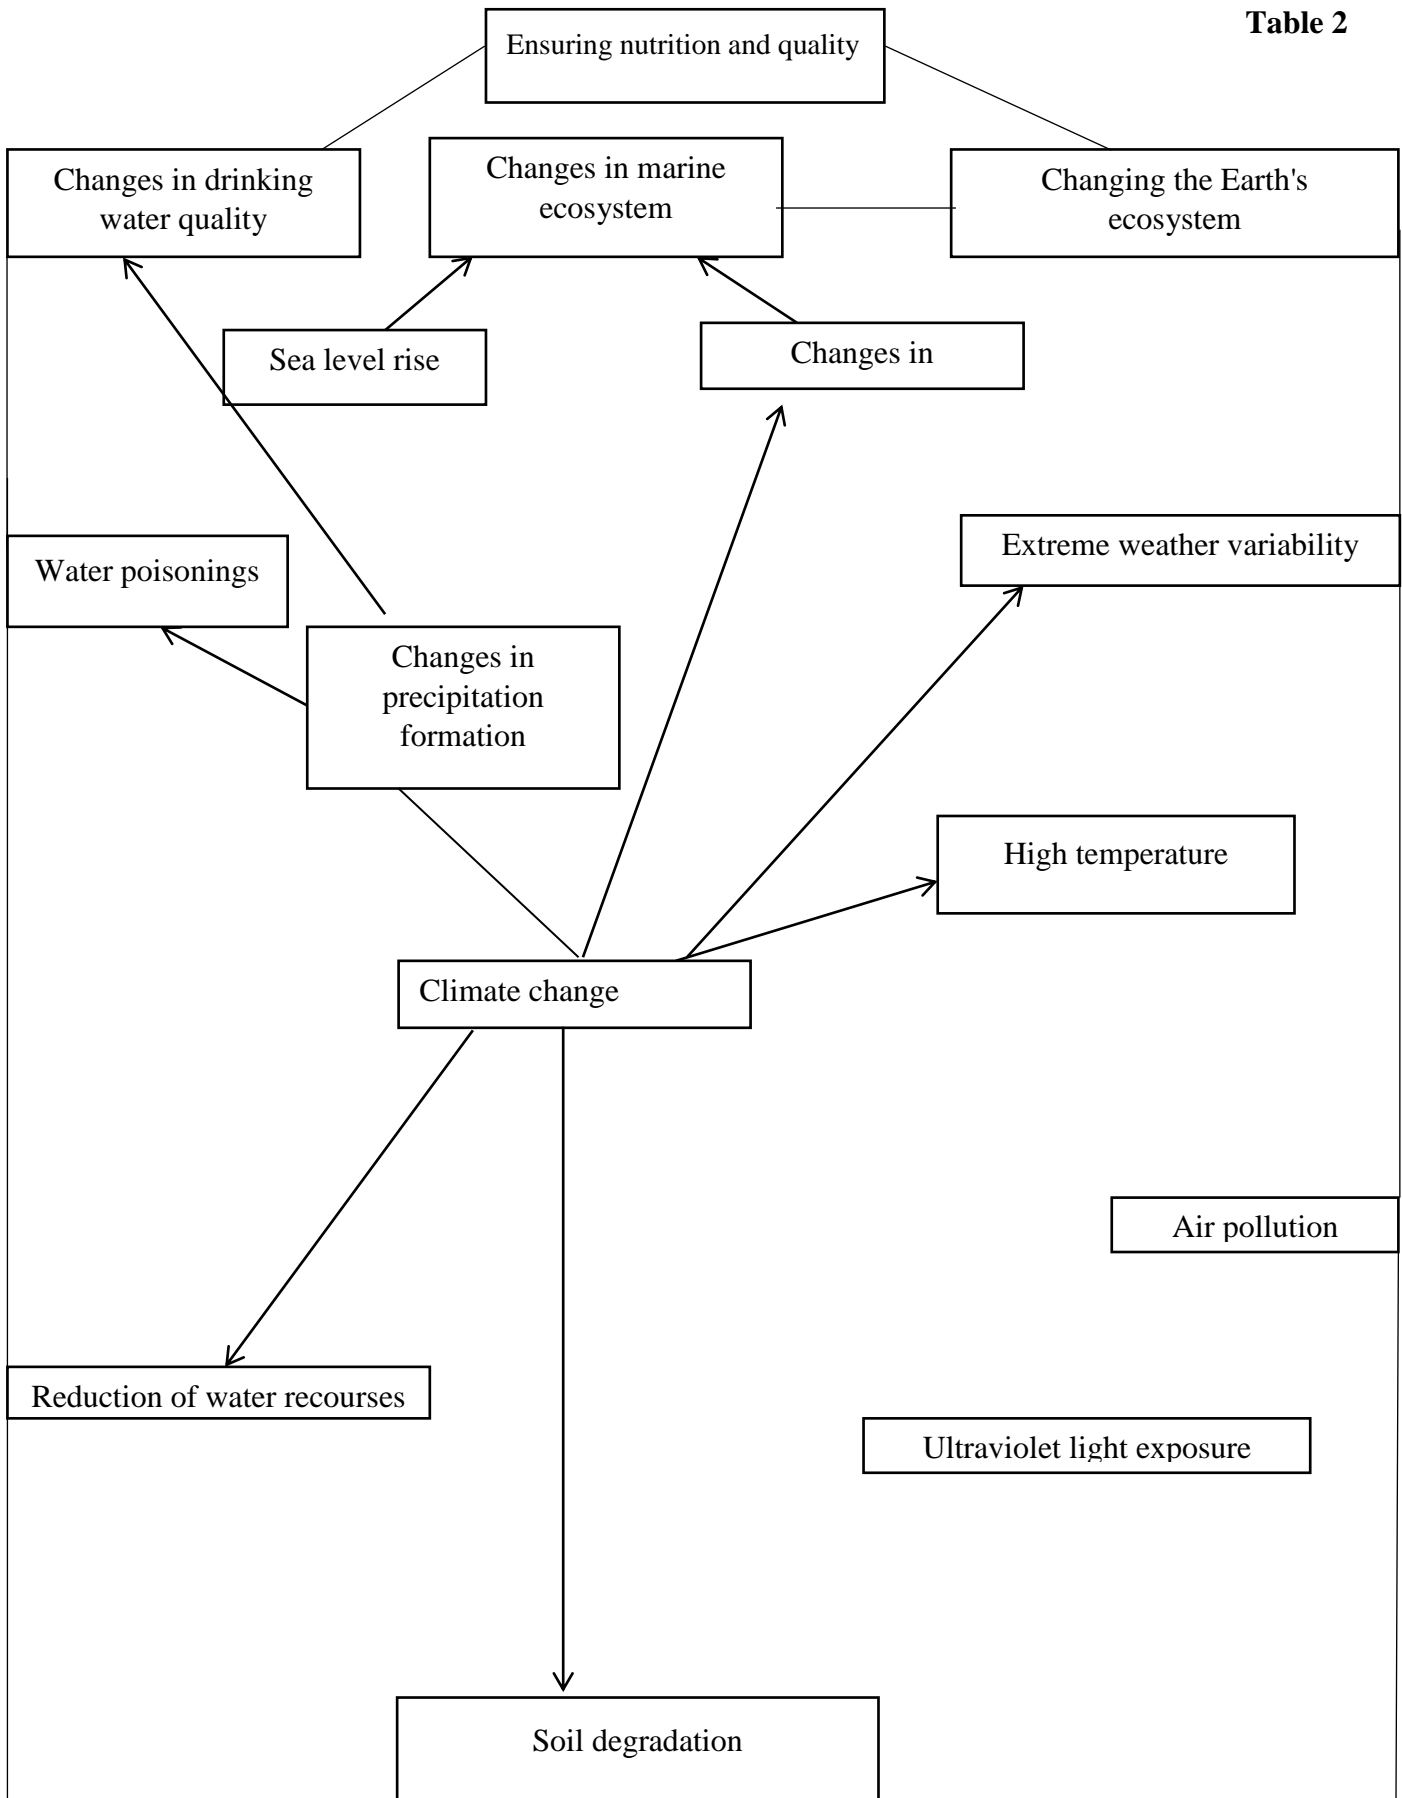 Table 2
Ensuring nutrition and quality
Changes in drinking
water quality
Changes in marine
ecosystem
Changing the Earth's
ecosystem
Sea level rise
Changes in
Extreme weather variability
Water poisonings
Changes in
precipitation
formation
High temperature
Climate change
Air pollution
Reduction of water recourses
Ultraviolet light exposure
Soil degradation